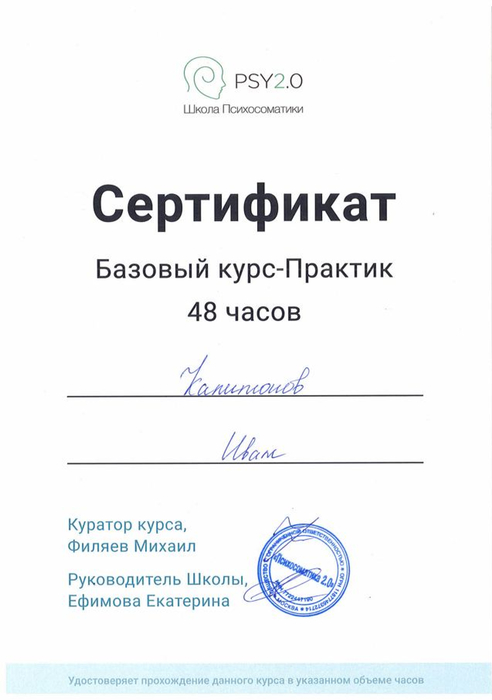 PSY2.0
Школа Психосоматики
Сертификат
Базовый курс-Практик
48 часов
Капитонов
Иван
Куратор курса,
Филяев Михаил
Руководитель Школы,
Ефимова Екатерина
«Психосоматика 2.0»
МОСКВА
Удостоверяет прохождение данного курса в указанном объеме часов